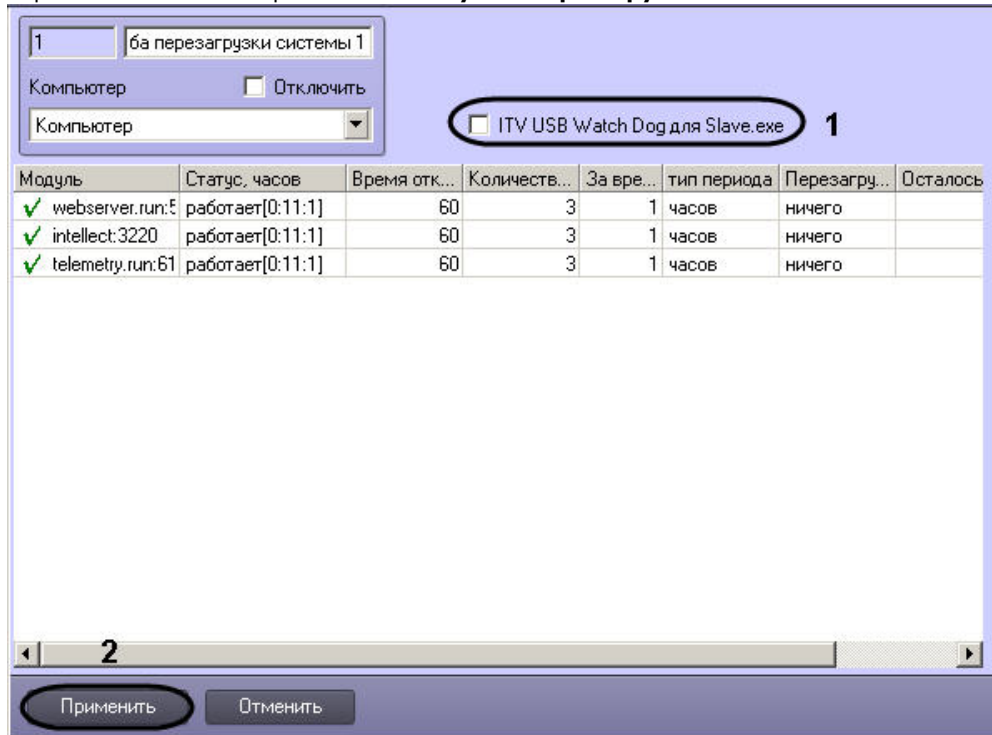 1 ба перезагрузки системы 1
Компьютер Отключить
Компьютер
ITV USB Watch Dog для Slave.exe 1
Модуль Статус, часов Время отк... Количеств... За вре... тип периода Перезагру... Осталось
webserver.run:5 работает[0:11:1] 60 3 1 часов ничего
intellect:3220 работает[0:11:1] 60 3 1 часов ничего
telemetry.run:61 работает[0:11:1] 60 3 1 часов ничего
2
Применить Отменить